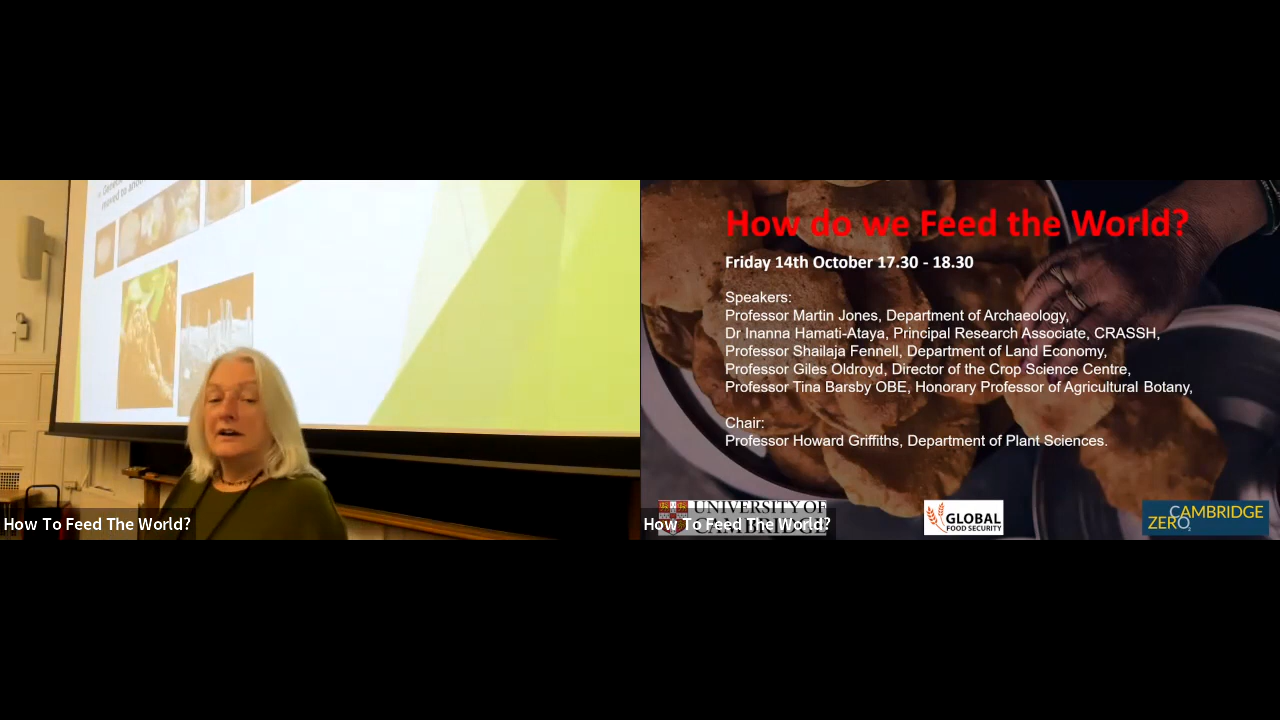 Genetic
moved to another
How To Feed The World?
How do we Feed the World?
Friday 14th October 17.30 - 18.30
Speakers:
Professor Martin Jones, Department of Archaeology,
Dr Inanna Hamati-Ataya, Principal Research Associate, CRASSH,
Professor Shailaja Fennell, Department of Land Economy,
Professor Giles Oldroyd, Director of the Crop Science Centre,
Professor Tina Barsby OBE, Honorary Professor of Agricultural Botany,
Chair:
Professor Howard Griffiths, Department of Plant Sciences.
UNIVERSITY OF
CAMBRIDGE
How To Feed The World?
GLOBAL
FOOD SECURITY
CAMBRIDGE
ZERO